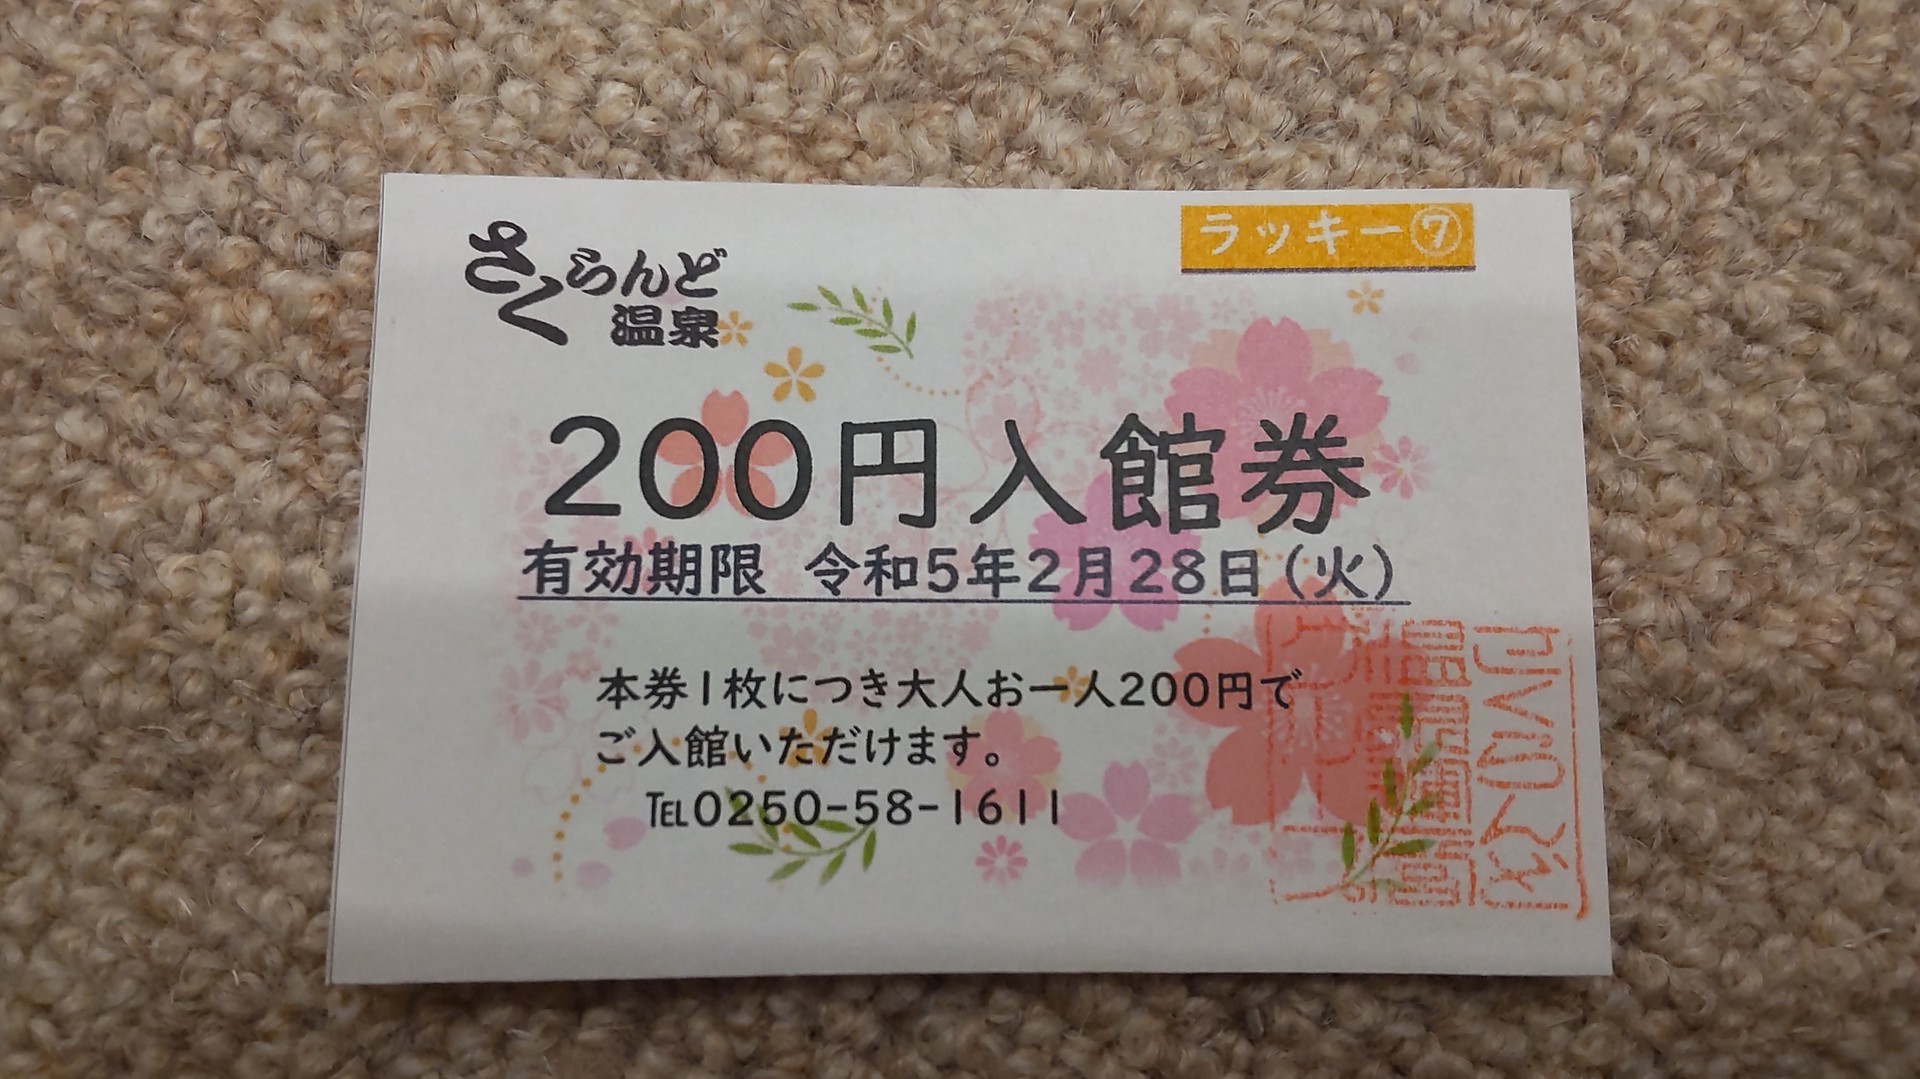 さくらんど
温泉
ラッキー⑦
200円入館券
有効期限 令和5年2月28日(火)
本券1枚につき大人お一人200円で
ご入館いただけます。
℡0250-58-1611